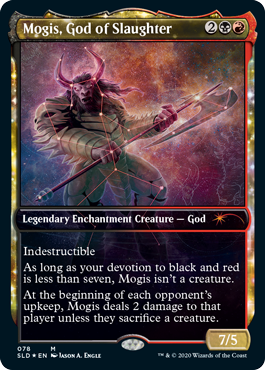 Mogis, God of Slaughter 2
Legendary Enchantment Creature — God
Indestructible
As long as your devotion to black and red
is less than seven, Mogis isn't a creature.
At the beginning of each opponent's
upkeep, Mogis deals 2 damage to that
player unless they sacrifice a creature.
7/5
078 M
SLD ★ EN Jason A. Engle
™ & © 2020 Wizards of the Coast